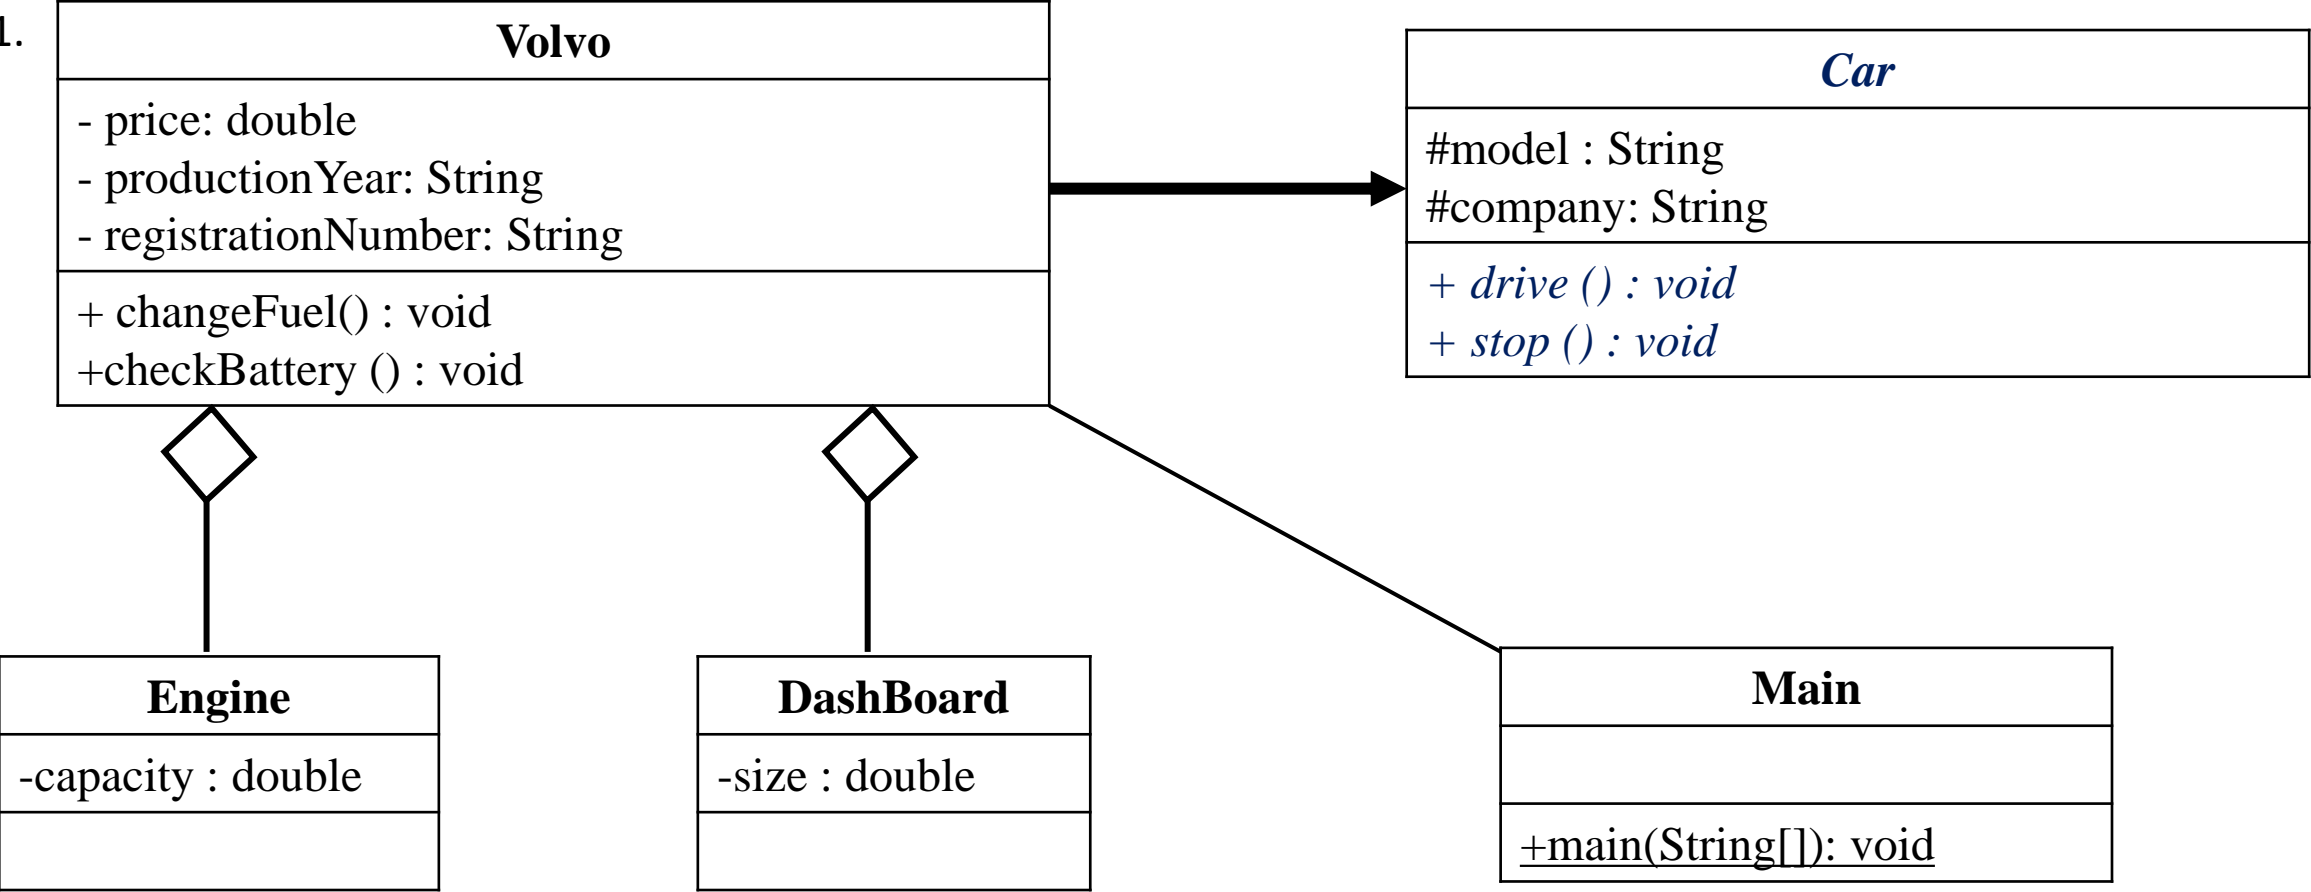 1.
Volvo
- price: double
- productionYear: String
- registrationNumber: String
+ changeFuel() : void
+checkBattery () : void
Car
#model : String
#company: String
+ drive () : void
+ stop () : void
Engine
-capacity : double
DashBoard
-size : double
Main
+main(String[]): void